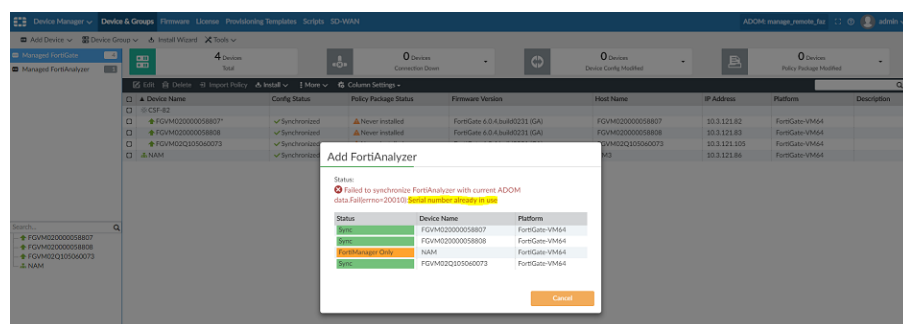 Device Manager Device & Groups Firmware License Provisioning Templates Scripts SD-WAN ADOM: manage_remote_faz admin
Add Device Device Group Install Wizard Tools
Managed FortiGate 4
Managed FortiAnalyzer
4 Devices
Total
0 Devices
Connection Down
0 Devices
Device Config Modified
0 Devices
Policy Package Modified
Edit Delete Import Policy Install More Column Settings
Device Name Config Status Policy Package Status Firmware Version Host Name IP Address Platform Description
CSF-82
FGVM020000058807* Synchronized Never installed FortiGate 6.0.4,build0231 (GA) FGVM020000058807 10.3.121.82 FortiGate-VM64
FGVM020000058808 Synchronized Never installed FortiGate 6.0.4,build0231 (GA) FGVM020000058808 10.3.121.83 FortiGate-VM64
FGVM02Q105060073 Synchronized GVM02Q105060073 10.3.121.105 FortiGate-VM64
NAM Synchronized M3 10.3.121.86 FortiGate-VM64
Add FortiAnalyzer
Status:
Failed to synchronize FortiAnalyzer with current ADOM
data.Fail(errno=20010):Serial number already in use
Status Device Name Platform
Sync FGVM020000058807 FortiGate-VM64
Sync FGVM020000058808 FortiGate-VM64
FortiManager Only NAM FortiGate-VM64
Sync FGVM02Q105060073 FortiGate-VM64
Cancel
Search...
FGVM020000058807
FGVM020000058808
FGVM02Q105060073
NAM